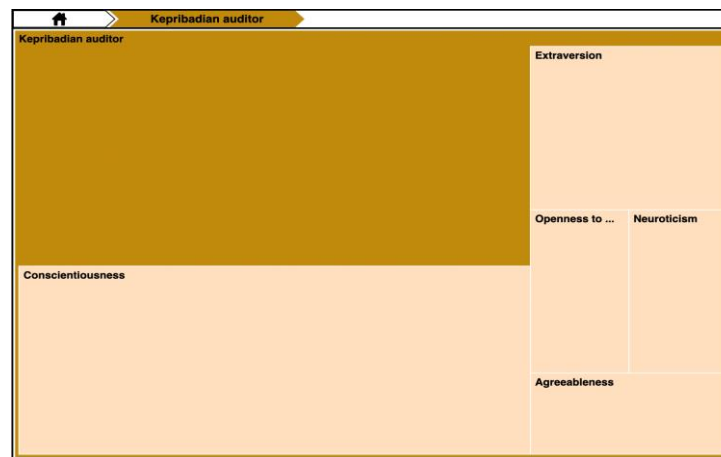 Kepribadian auditor
Kepribadian auditor
Extraversion
Openness to ...
Neuroticism
Conscientiousness
Agreeableness